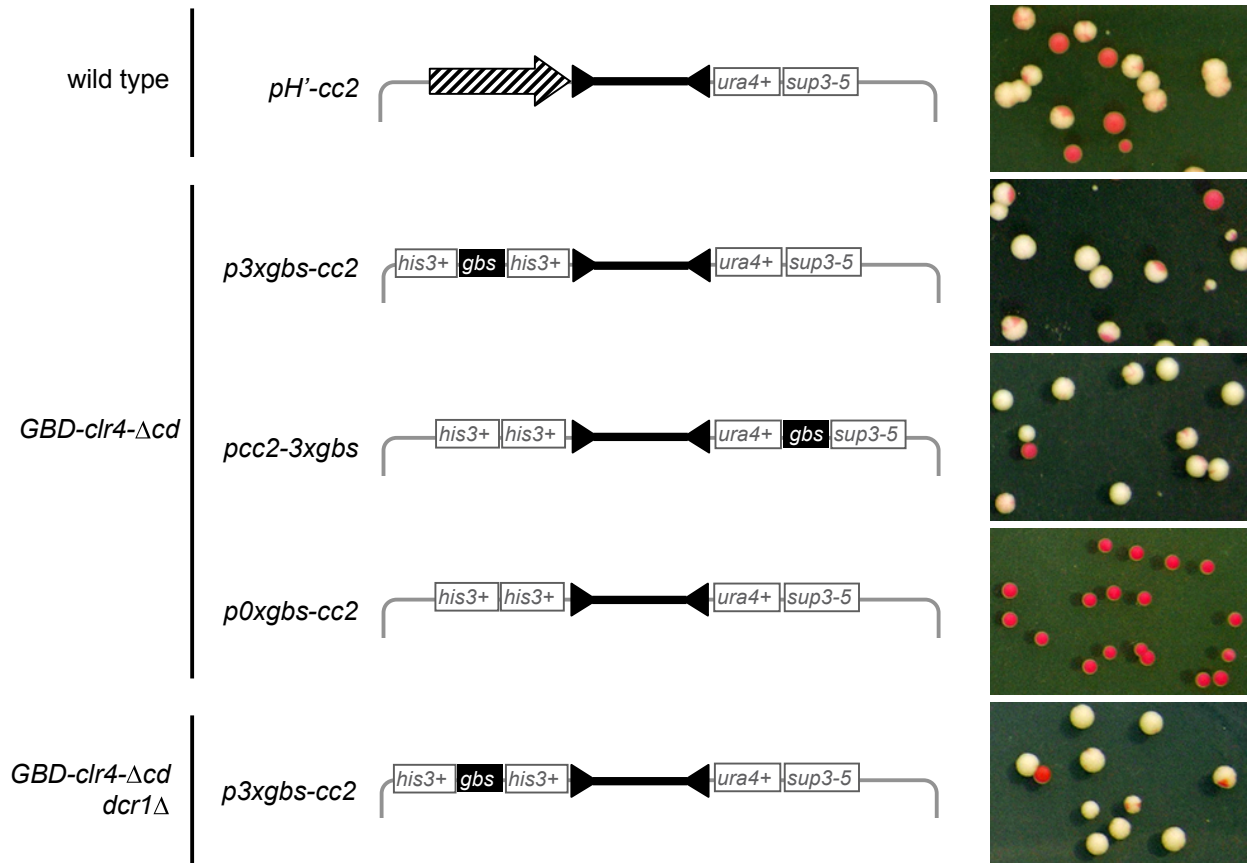 wild type
pH'-cc2
ura4+ sup3-5
GBD-clr4-Δcd
p3xgbs-cc2
his3+ gbs his3+ ura4+ sup3-5
pcc2-3xgbs
his3+ his3+ ura4+ gbs sup3-5
p0xgbs-cc2
his3+ his3+ ura4+ sup3-5
GBD-clr4-Δcd
dcr1Δ
p3xgbs-cc2
his3+ gbs his3+ ura4+ sup3-5